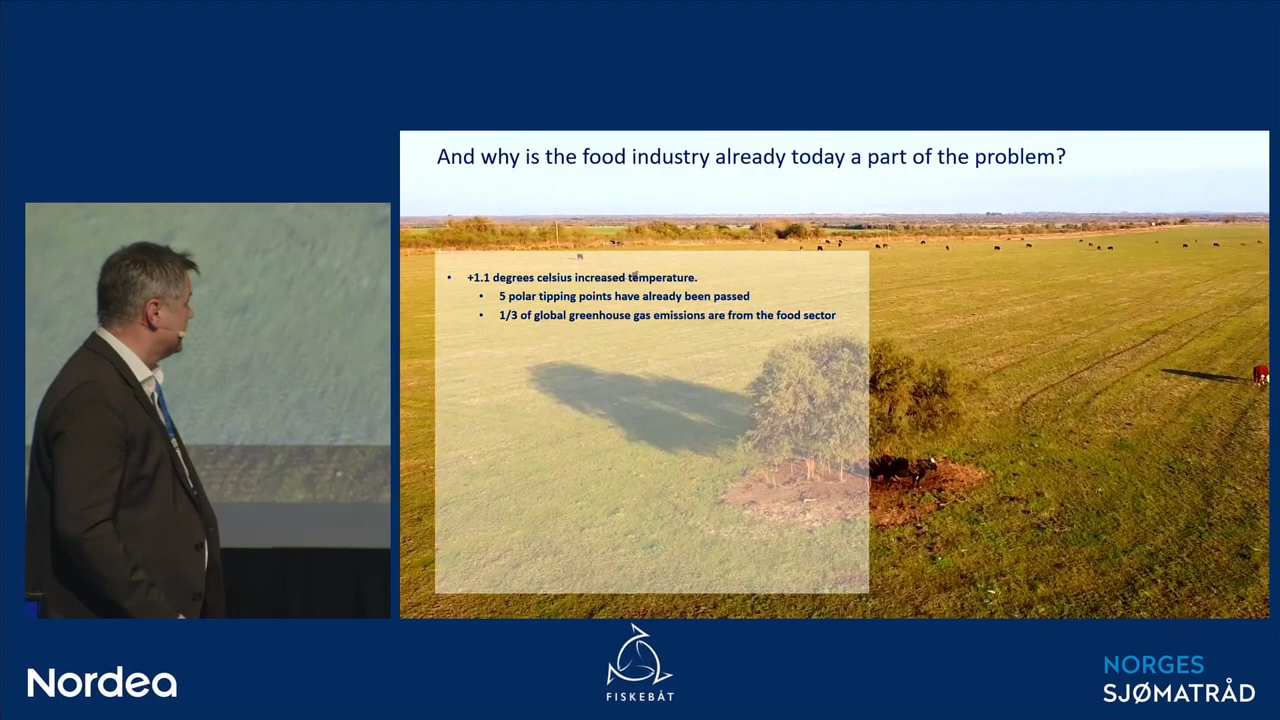 And why is the food industry already today a part of the problem?
• +1.1 degrees celsius increased temperature.
• 5 polar tipping points have already been passed
• 1/3 of global greenhouse gas emissions are from the food sector
Nordea
FISKEBÅT
NORGES
SJØMATRÅD